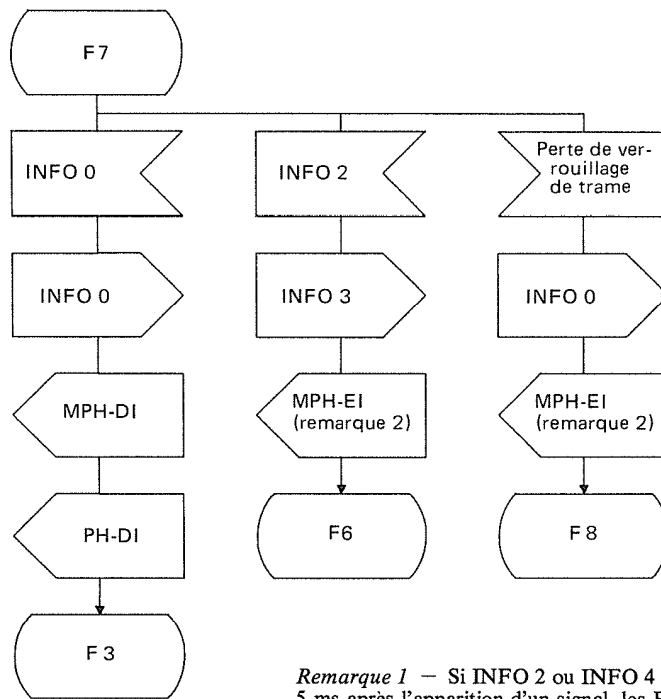 F7
INFO 0
INFO 2
Perte de ver-
rouillage
de trame
INFO 0
INFO 3
INFO 0
MPH-DI
MPH-EI
(remarque 2)
MPH-EI
(remarque 2)
PH-DI
F6
F 8
F 3
Remarque 1 — Si INFO 2 ou INFO 4
5 ms après l'apparition d'un signal, les